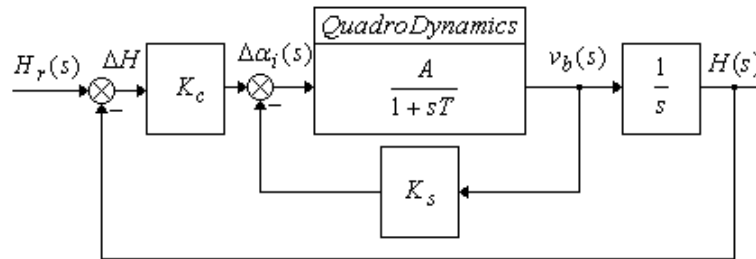 QuadroDynamics
H_r(s)
ΔH
K_c
Δα_i(s)
A
1+sT
v_b(s)
1
s
H(s)
K_s
−
−